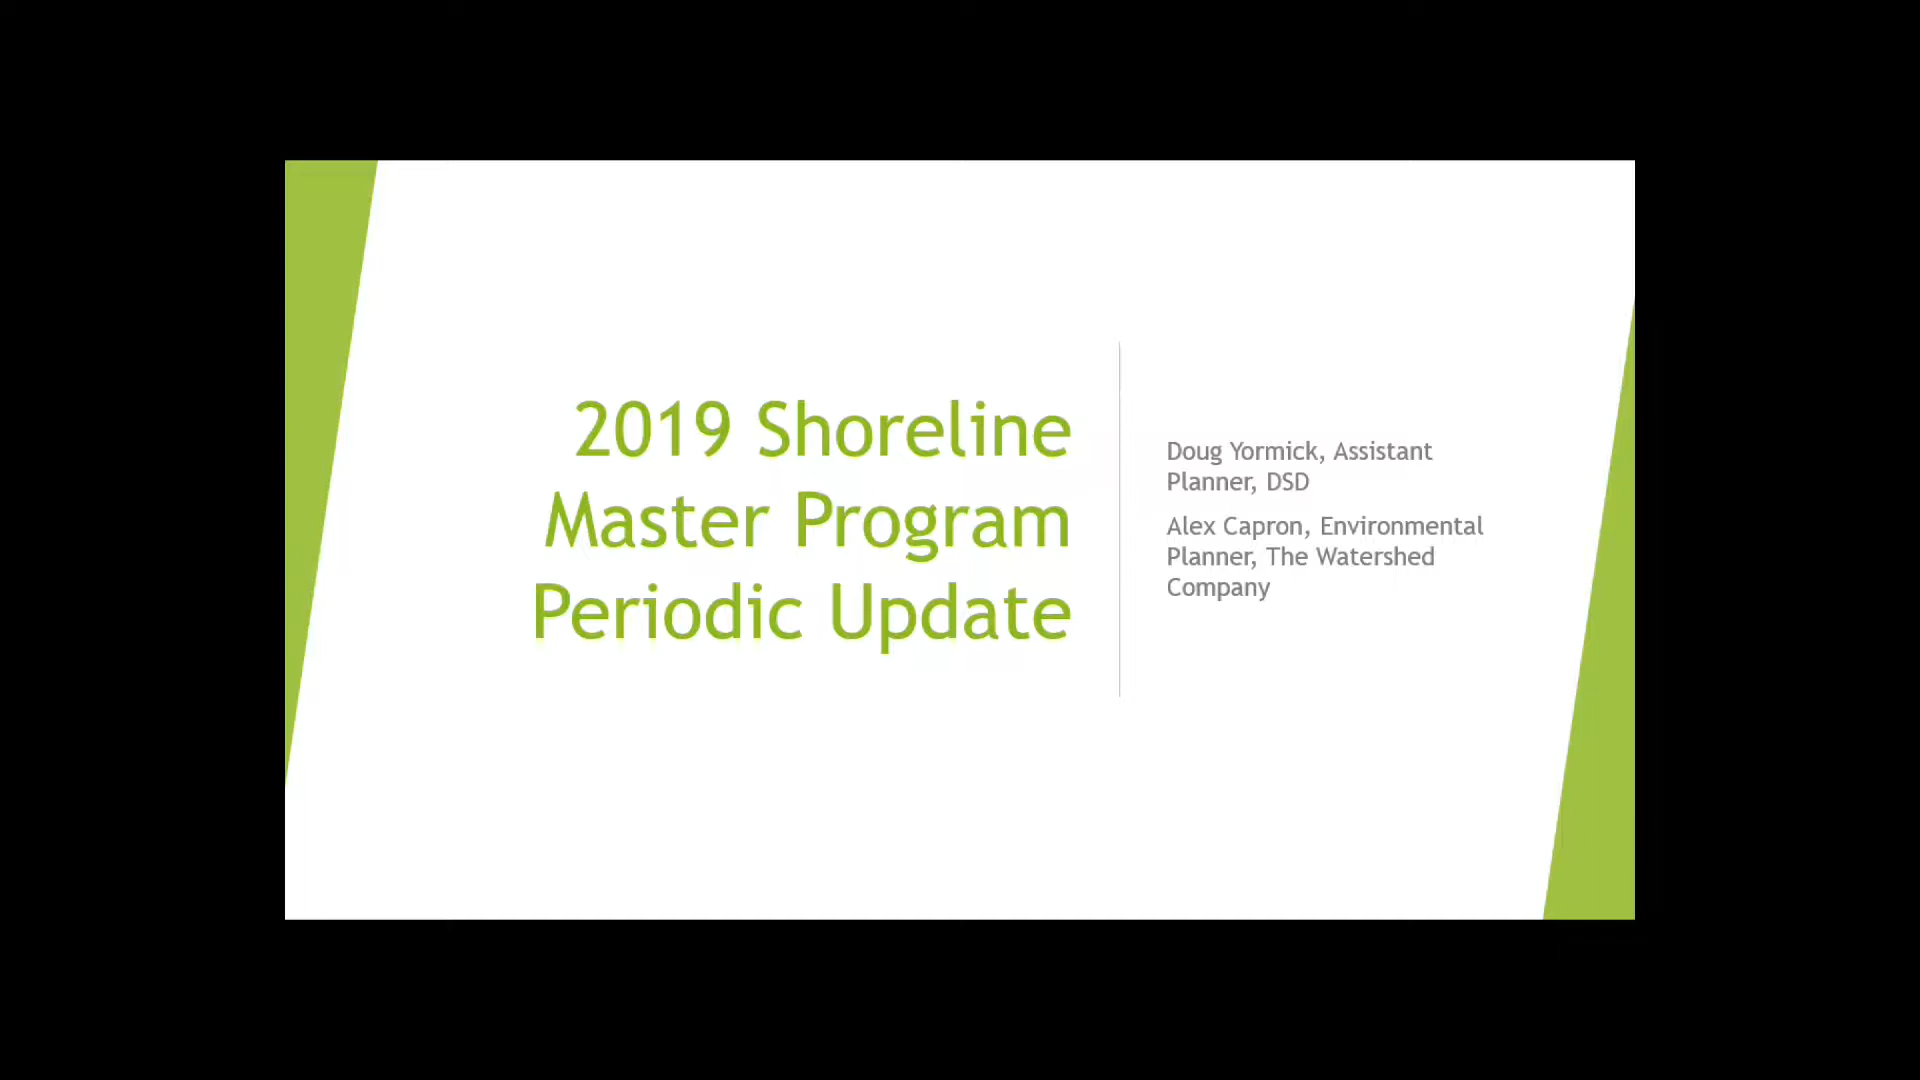 2019 Shoreline
Master Program
Periodic Update
Doug Yormick, Assistant
Planner, DSD
Alex Capron, Environmental
Planner, The Watershed
Company